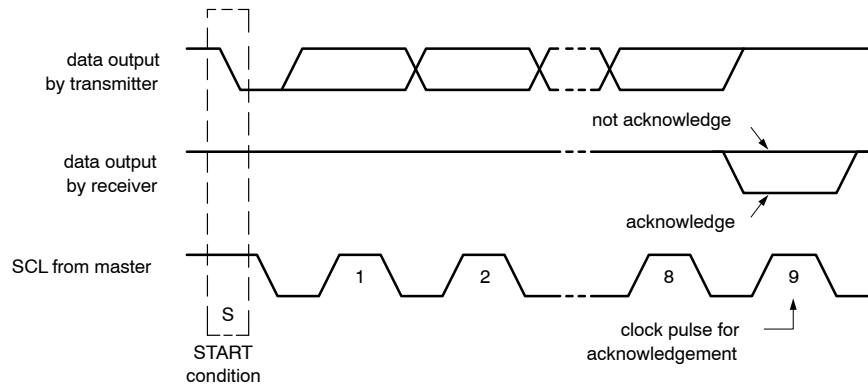 data output
by transmitter
not acknowledge
data output
by receiver
acknowledge
SCL from master
1
2
8
9
S
START
condition
clock pulse for
acknowledgement